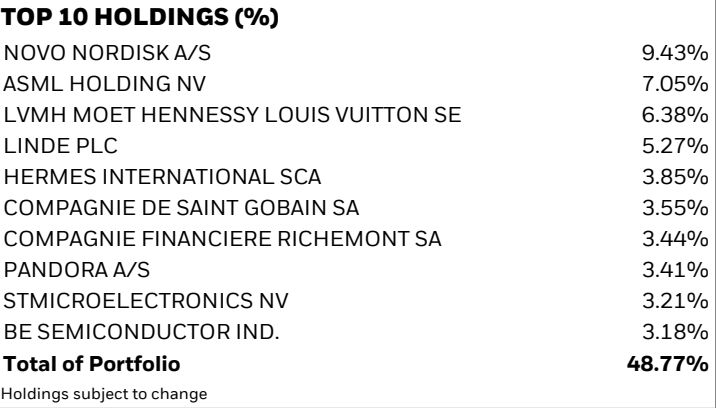 TOP 10 HOLDINGS (%)
NOVO NORDISK A/S 9.43%
ASML HOLDING NV 7.05%
LVMH MOET HENNESSY LOUIS VUITTON SE 6.38%
LINDE PLC 5.27%
HERMES INTERNATIONAL SCA 3.85%
COMPAGNIE DE SAINT GOBAIN SA 3.55%
COMPAGNIE FINANCIERE RICHEMONT SA 3.44%
PANDORA A/S 3.41%
STMICROELECTRONICS NV 3.21%
BE SEMICONDUCTOR IND. 3.18%
Total of Portfolio 48.77%
Holdings subject to change